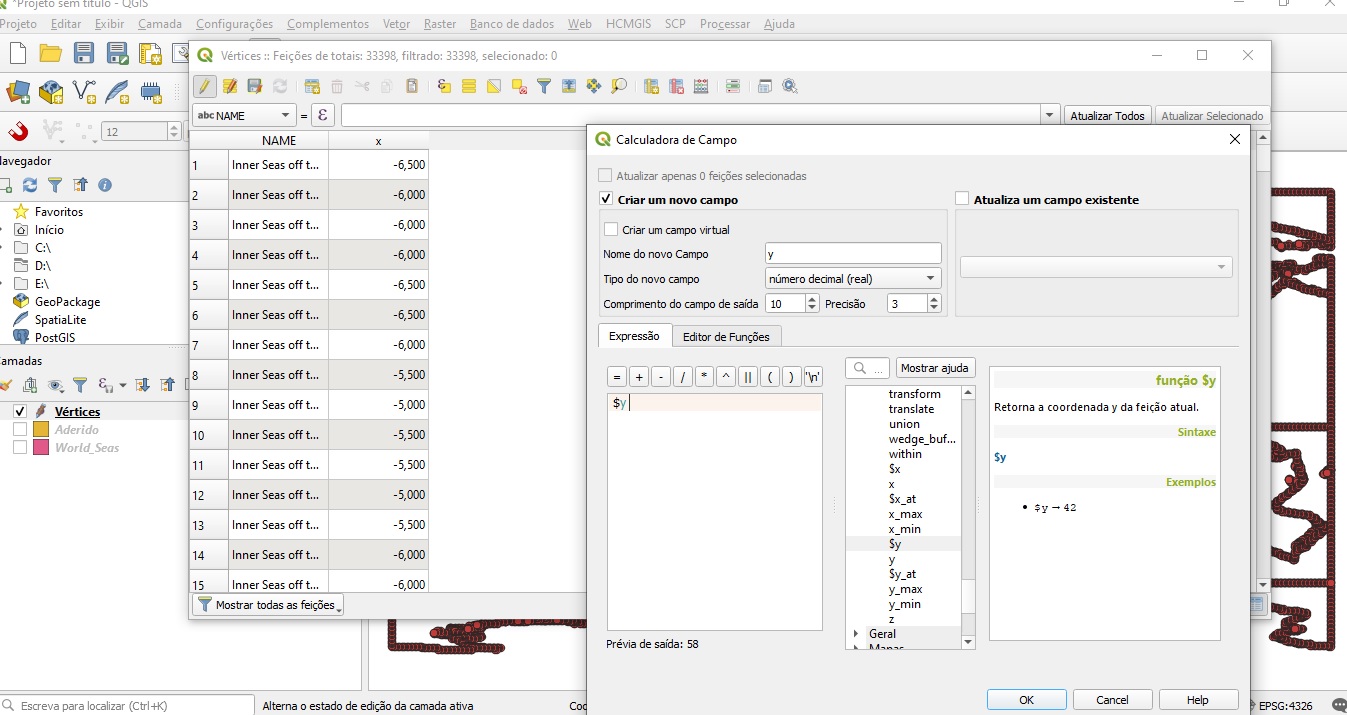 *Projeto sem título - QGIS
Projeto Editar Exibir Camada Configurações Complementos Vetor Raster Banco de dados Web HCMGIS SCP Processar Ajuda
Vértices :: Feições de totais: 33398, filtrado: 33398, selecionado: 0
12
abc NAME = ε Atualizar Todos Atualizar Selecionado
NAME x
1 Inner Seas off t... -6,500
2 Inner Seas off t... -6,000
3 Inner Seas off t... -6,000
4 Inner Seas off t... -6,000
5 Inner Seas off t... -6,500
6 Inner Seas off t... -6,500
7 Inner Seas off t... -6,000
8 Inner Seas off t... -5,500
9 Inner Seas off t... -5,000
10 Inner Seas off t... -5,500
11 Inner Seas off t... -5,500
12 Inner Seas off t... -5,000
13 Inner Seas off t... -5,500
14 Inner Seas off t... -6,000
15 Inner Seas off t... -6,000
Mostrar todas as feições
Navegador
Favoritos
Início
C:\
D:\
E:\
GeoPackage
SpatiaLite
PostGIS
Camadas
Vértices
Aderido
World_Seas
Calculadora de Campo
Atualizar apenas 0 feições selecionadas
Criar um novo campo
Atualiza um campo existente
Criar um campo virtual
Nome do novo Campo y
Tipo do novo campo número decimal (real)
Comprimento do campo de saída 10 Precisão 3
Expressão Editor de Funções
= + - / * ^ || ( ) '\n'
... Mostrar ajuda
$y
transform
translate
union
wedge_buf...
within
$x
x
$x_at
x_max
x_min
$y
y
$y_at
y_max
y_min
z
Geral
Mapas
função $y
Retorna a coordenada y da feição atual.
Sintaxe
$y
Exemplos
• $y → 42
Prévia de saída: 58
OK Cancel Help
Escreva para localizar (Ctrl+K) Alterna o estado de edição da camada ativa EPSG:4326